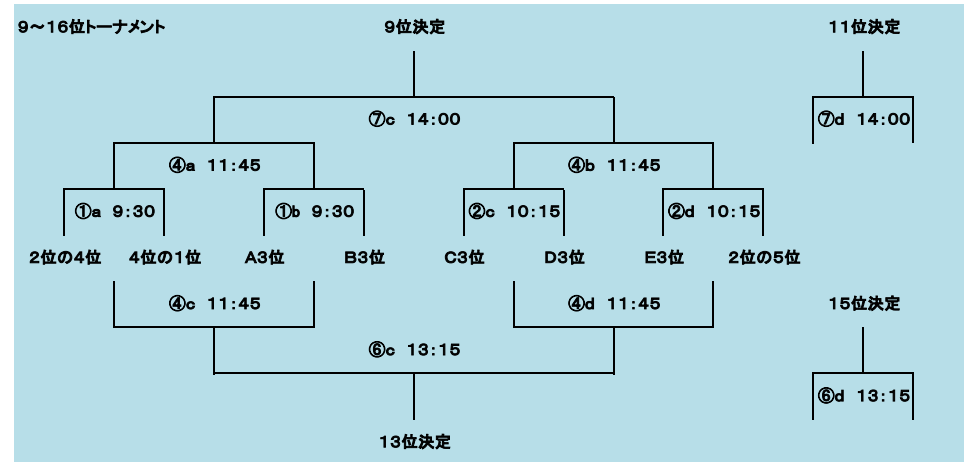 9~16位トーナメント 9位決定 11位決定
⑦c 14:00 ⑦d 14:00
④a 11:45 ④b 11:45
①a 9:30 ①b 9:30 ②c 10:15 ②d 10:15
2位の4位 4位の1位 A3位 B3位 C3位 D3位 E3位 2位の5位
④c 11:45 ④d 11:45 15位決定
⑥c 13:15
⑥d 13:15
13位決定